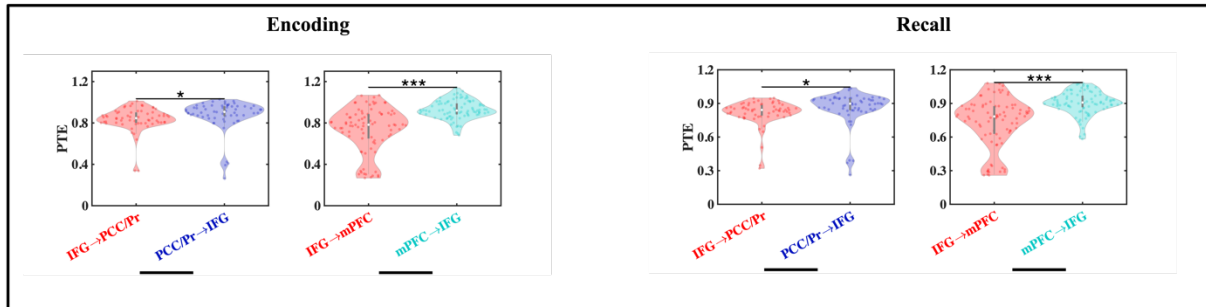 Encoding
Recall
PTE
1.2
0.8
0.4
0
*
IFG→PCC/Pr
PCC/Pr→IFG
1.2
0.8
0.4
0
***
IFG→mPFC
mPFC→IFG
PTE
1.2
0.9
0.6
0.3
0
*
IFG→PCC/Pr
PCC/Pr→IFG
1.2
0.9
0.6
0.3
0
***
IFG→mPFC
mPFC→IFG